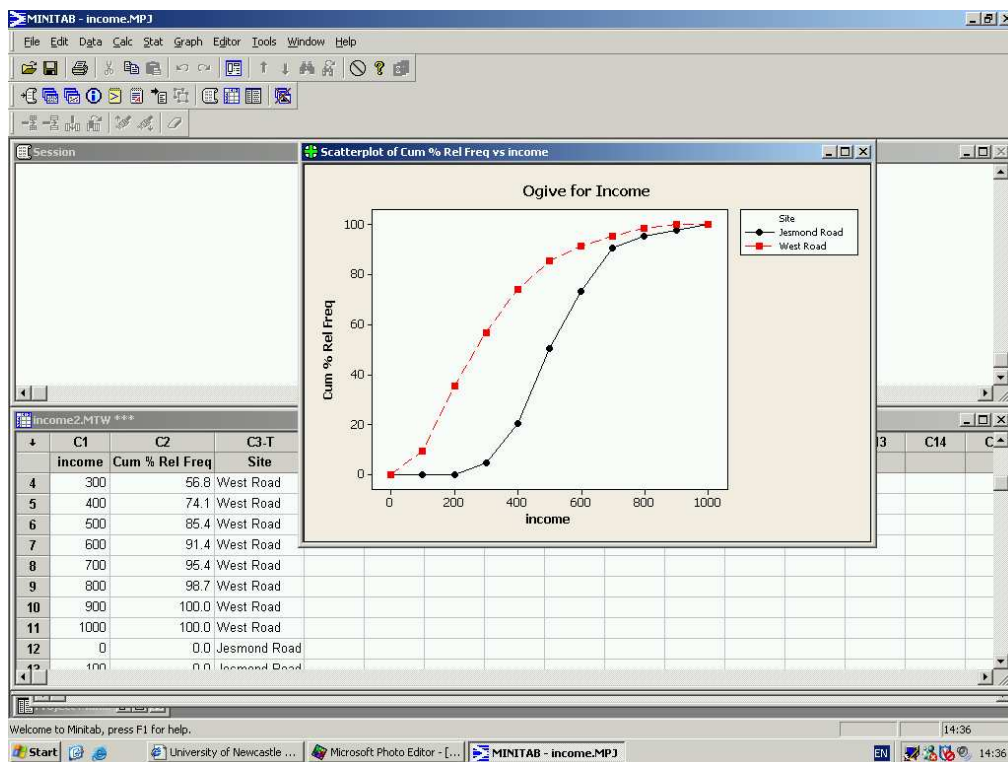 MINITAB - income.MPJ
File Edit Data Calc Stat Graph Editor Tools Window Help
Session
Scatterplot of Cum % Rel Freq vs income
Ogive for Income
Site
Jesmond Road
West Road
100
80
60
40
20
0
Cum % Rel Freq
0 200 400 600 800 1000
income
income2.MTW ***
C1 C2 C3-T C14
income Cum % Rel Freq Site
4 300 56.8 West Road
5 400 74.1 West Road
6 500 85.4 West Road
7 600 91.4 West Road
8 700 95.4 West Road
9 800 98.7 West Road
10 900 100.0 West Road
11 1000 100.0 West Road
12 0 0.0 Jesmond Road
Welcome to Minitab, press F1 for help.
14:36
Start University of Newcastle ... Microsoft Photo Editor - [... MINITAB - income.MPJ EN 14:36